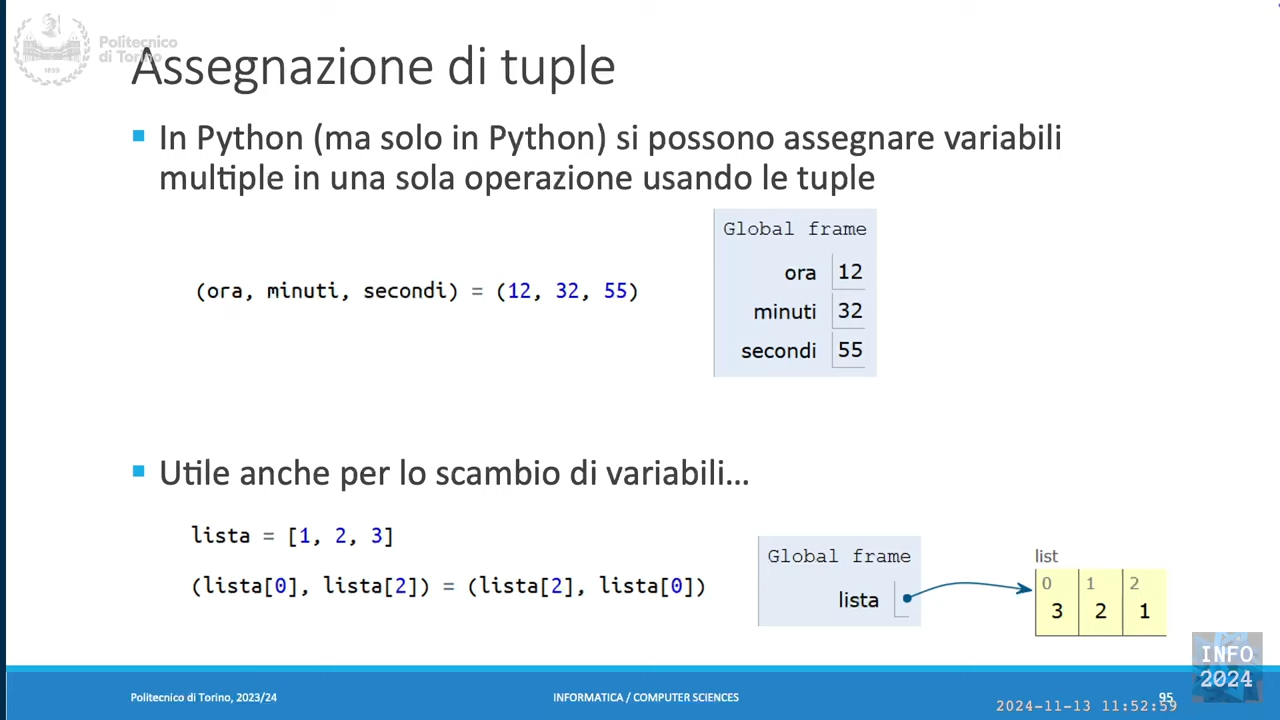 Politecnico
di Torino
1859
Assegnazione di tuple
In Python (ma solo in Python) si possono assegnare variabili
multiple in una sola operazione usando le tuple
(ora, minuti, secondi) = (12, 32, 55)
Global frame
ora 12
minuti 32
secondi 55
Utile anche per lo scambio di variabili…
lista = [1, 2, 3]
(lista[0], lista[2]) = (lista[2], lista[0])
Global frame
lista
list
0 1 2
3 2 1
INFO
2024
Politecnico di Torino, 2023/24
INFORMATICA / COMPUTER SCIENCES
95
2024-11-13 11:52:59